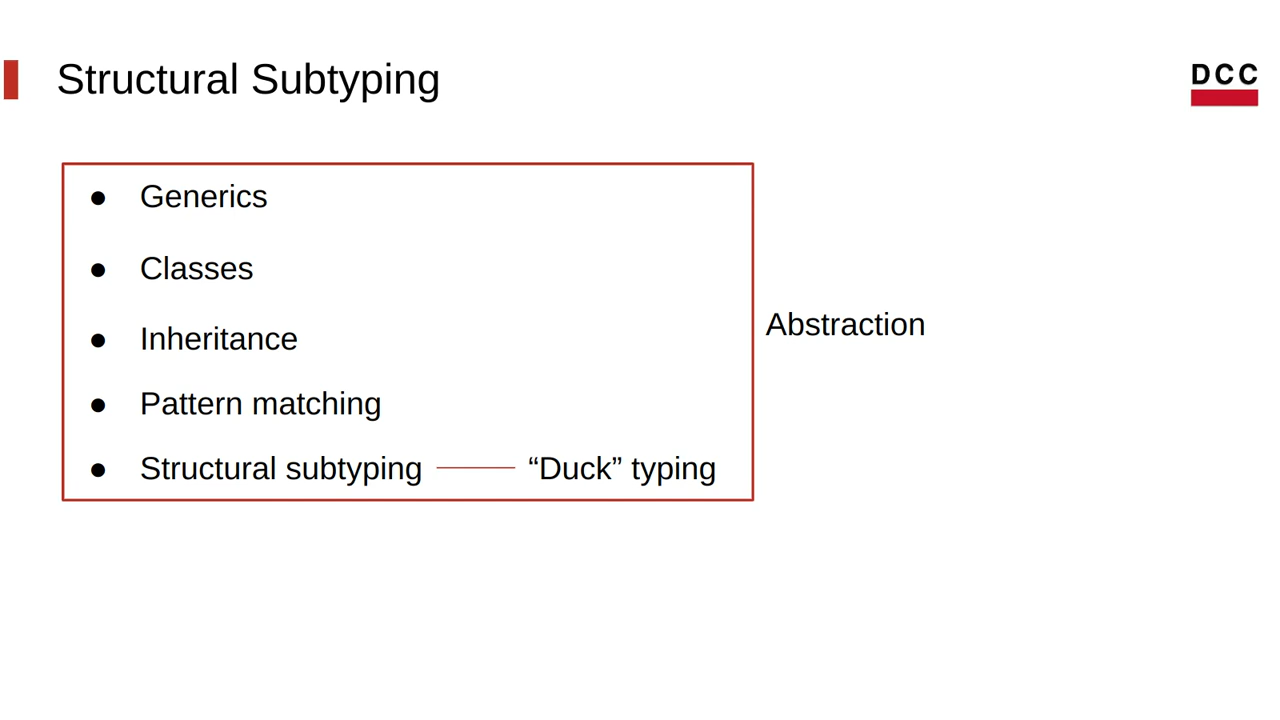 Structural Subtyping
DCC
● Generics
● Classes
● Inheritance
● Pattern matching
● Structural subtyping “Duck” typing
Abstraction